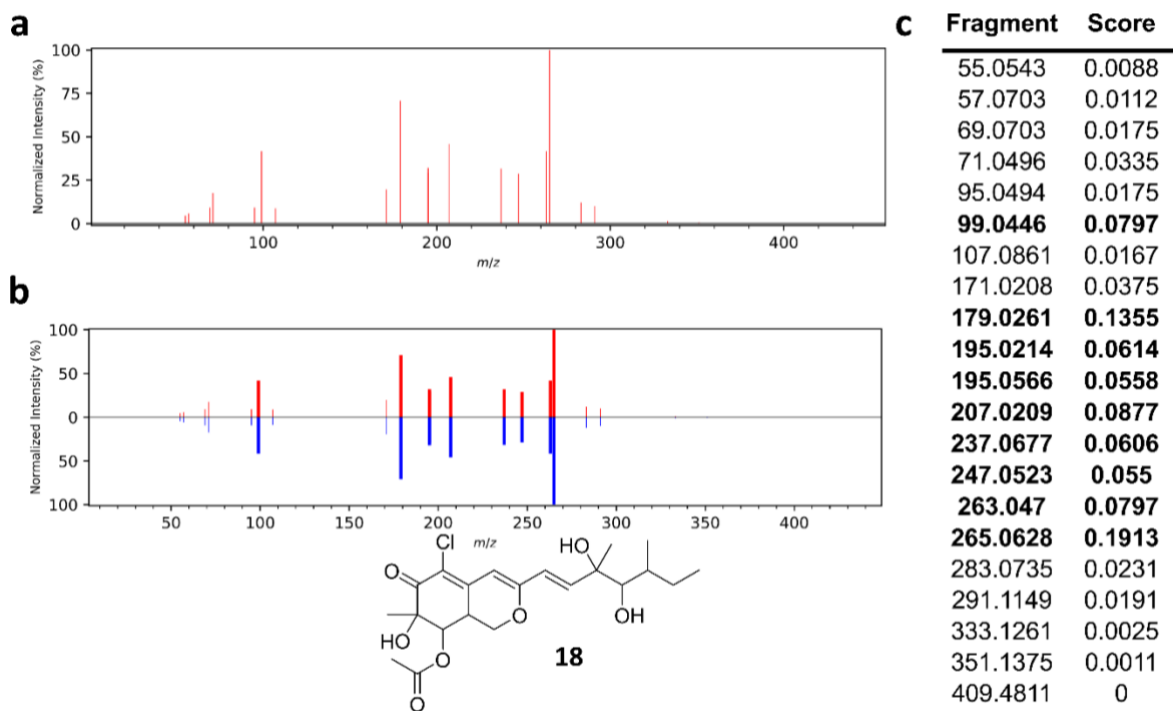 a
Normalized Intensity (%)
100
75
50
25
0
100
200
300
400
m/z
b
Normalized Intensity (%)
100
50
0
50
100
50
100
150
200
250
300
350
400
m/z
Cl
O
HO
HO
O
O
O
OH
18
c
Fragment Score
55.0543 0.0088
57.0703 0.0112
69.0703 0.0175
71.0496 0.0335
95.0494 0.0175
99.0446 0.0797
107.0861 0.0167
171.0208 0.0375
179.0261 0.1355
195.0214 0.0614
195.0566 0.0558
207.0209 0.0877
237.0677 0.0606
247.0523 0.055
263.047 0.0797
265.0628 0.1913
283.0735 0.0231
291.1149 0.0191
333.1261 0.0025
351.1375 0.0011
409.4811 0